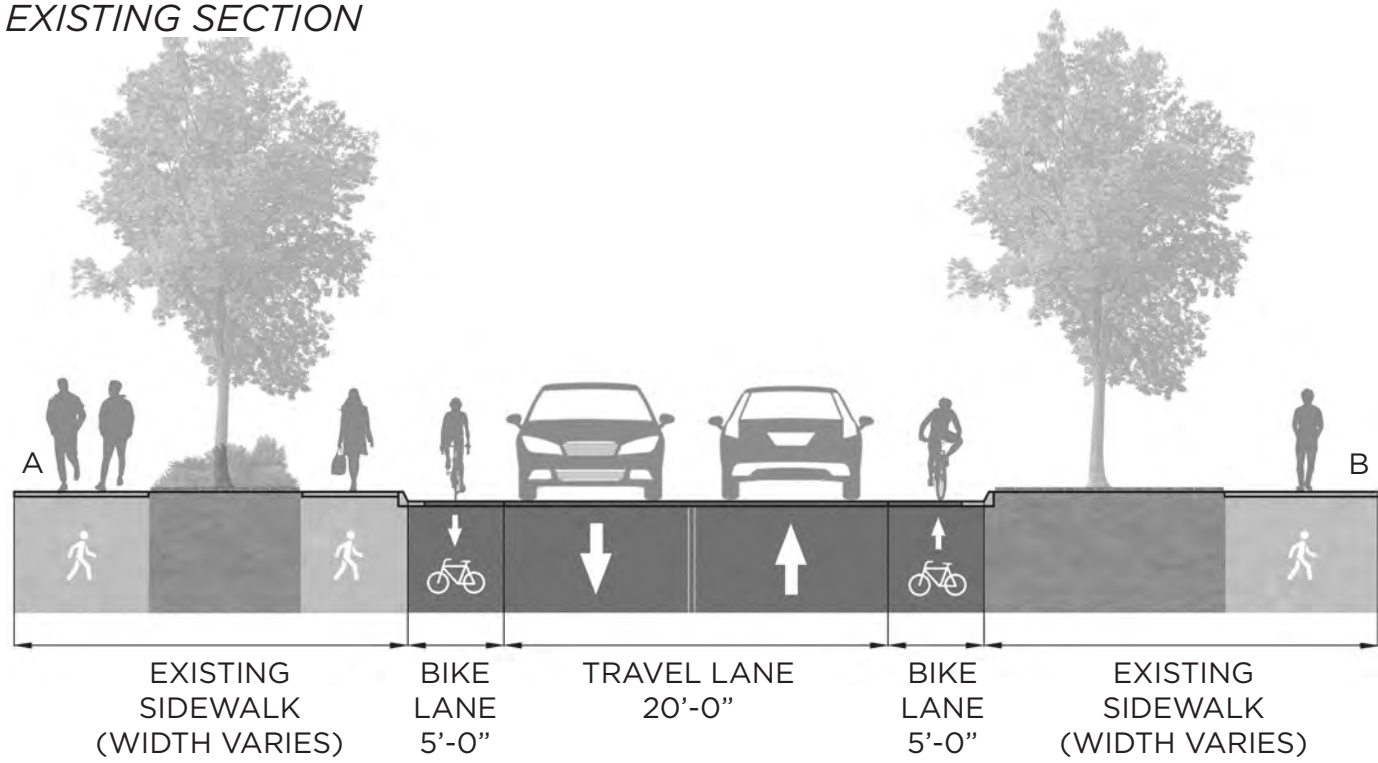 EXISTING SECTION
A
B
EXISTING
SIDEWALK
(WIDTH VARIES)
BIKE
LANE
5’-0”
TRAVEL LANE
20’-0”
BIKE
LANE
5’-0”
EXISTING
SIDEWALK
(WIDTH VARIES)